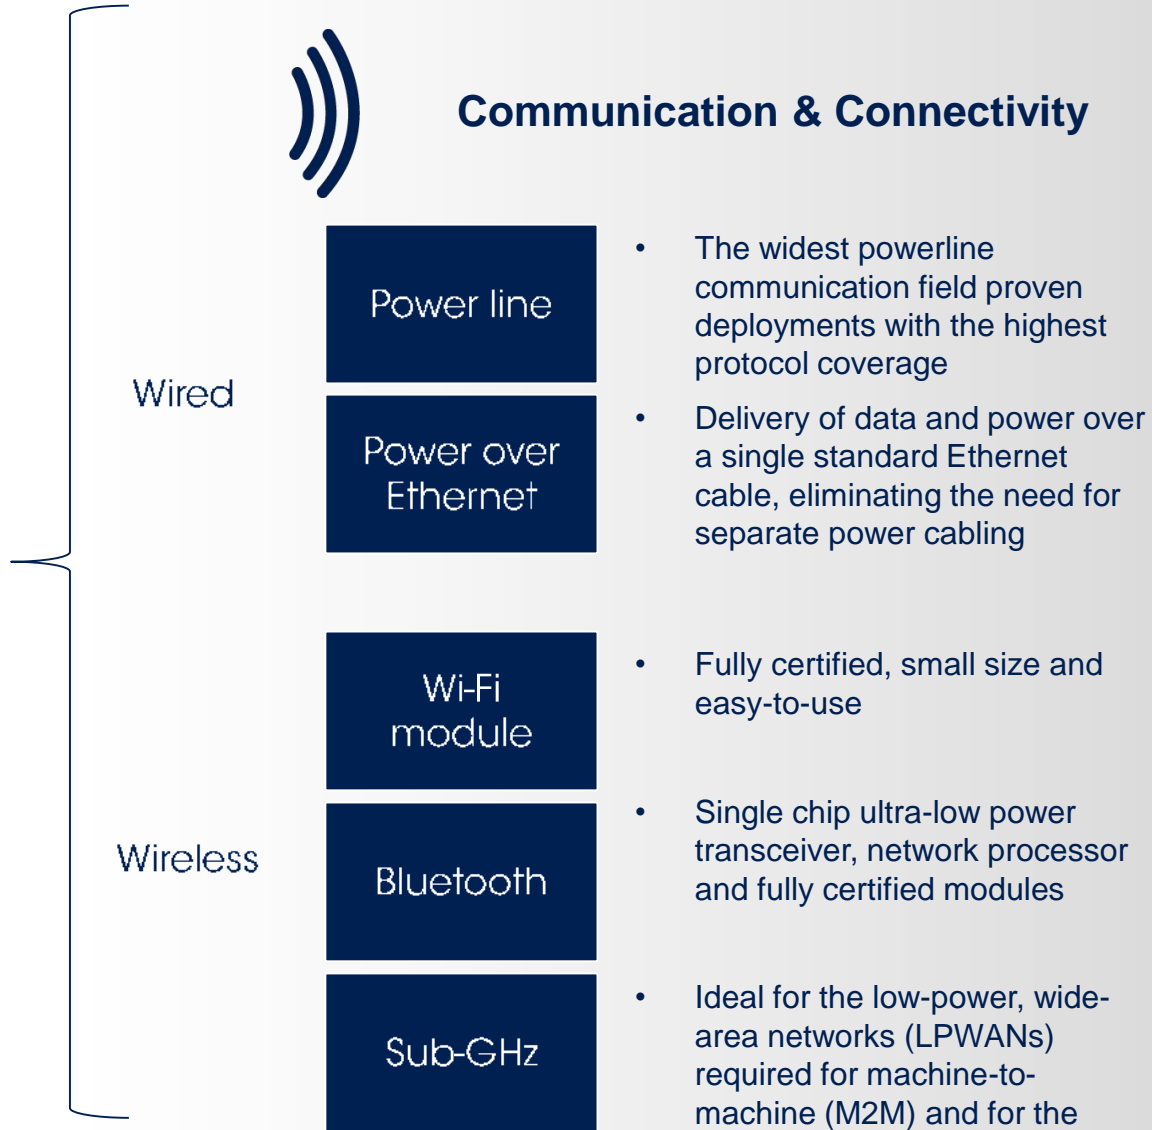 Communication & Connectivity
Wired
Power line
• The widest powerline
communication field proven
deployments with the highest
protocol coverage
Power over
Ethernet
• Delivery of data and power over
a single standard Ethernet
cable, eliminating the need for
separate power cabling
Wireless
Wi-Fi
module
• Fully certified, small size and
easy-to-use
Bluetooth
• Single chip ultra-low power
transceiver, network processor
and fully certified modules
Sub-GHz
• Ideal for the low-power, wide-
area networks (LPWANs)
required for machine-to-
machine (M2M) and for the